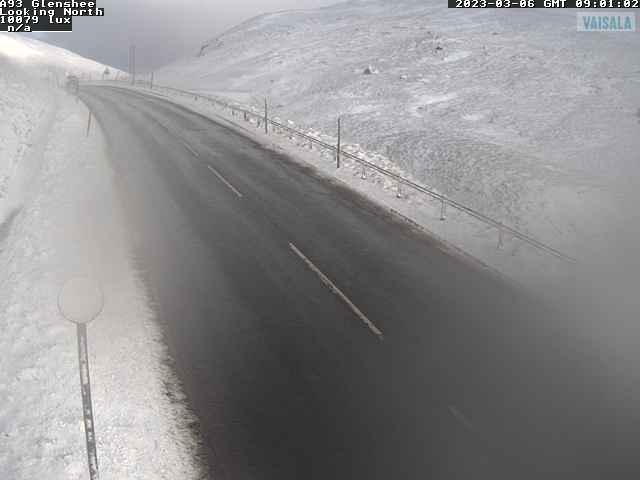 A93 Glenshee
Looking North
10079 lux
n/a
2023-03-06 GMT 09:01:02
VAISALA